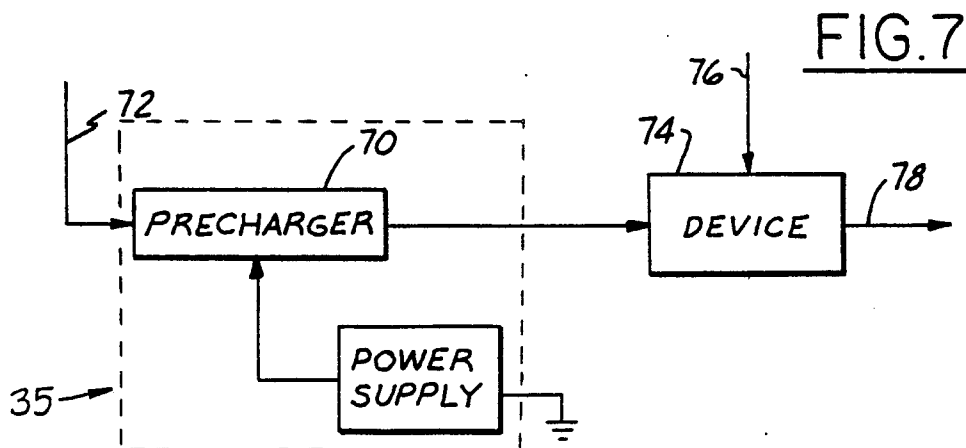 FIG.7
76
72
70
74
78
PRECHARGER
DEVICE
POWER
SUPPLY
35